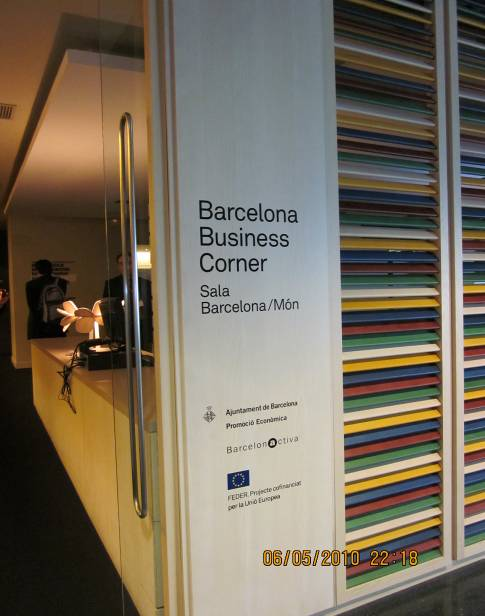 Barcelona
Business
Corner
Sala
Barcelona/Món
Ajuntament de Barcelona
Promoció Econòmica
Barcelonactiva
FEDER. Projecte cofinançat
per la Unió Europea
06/05/2010 22:18